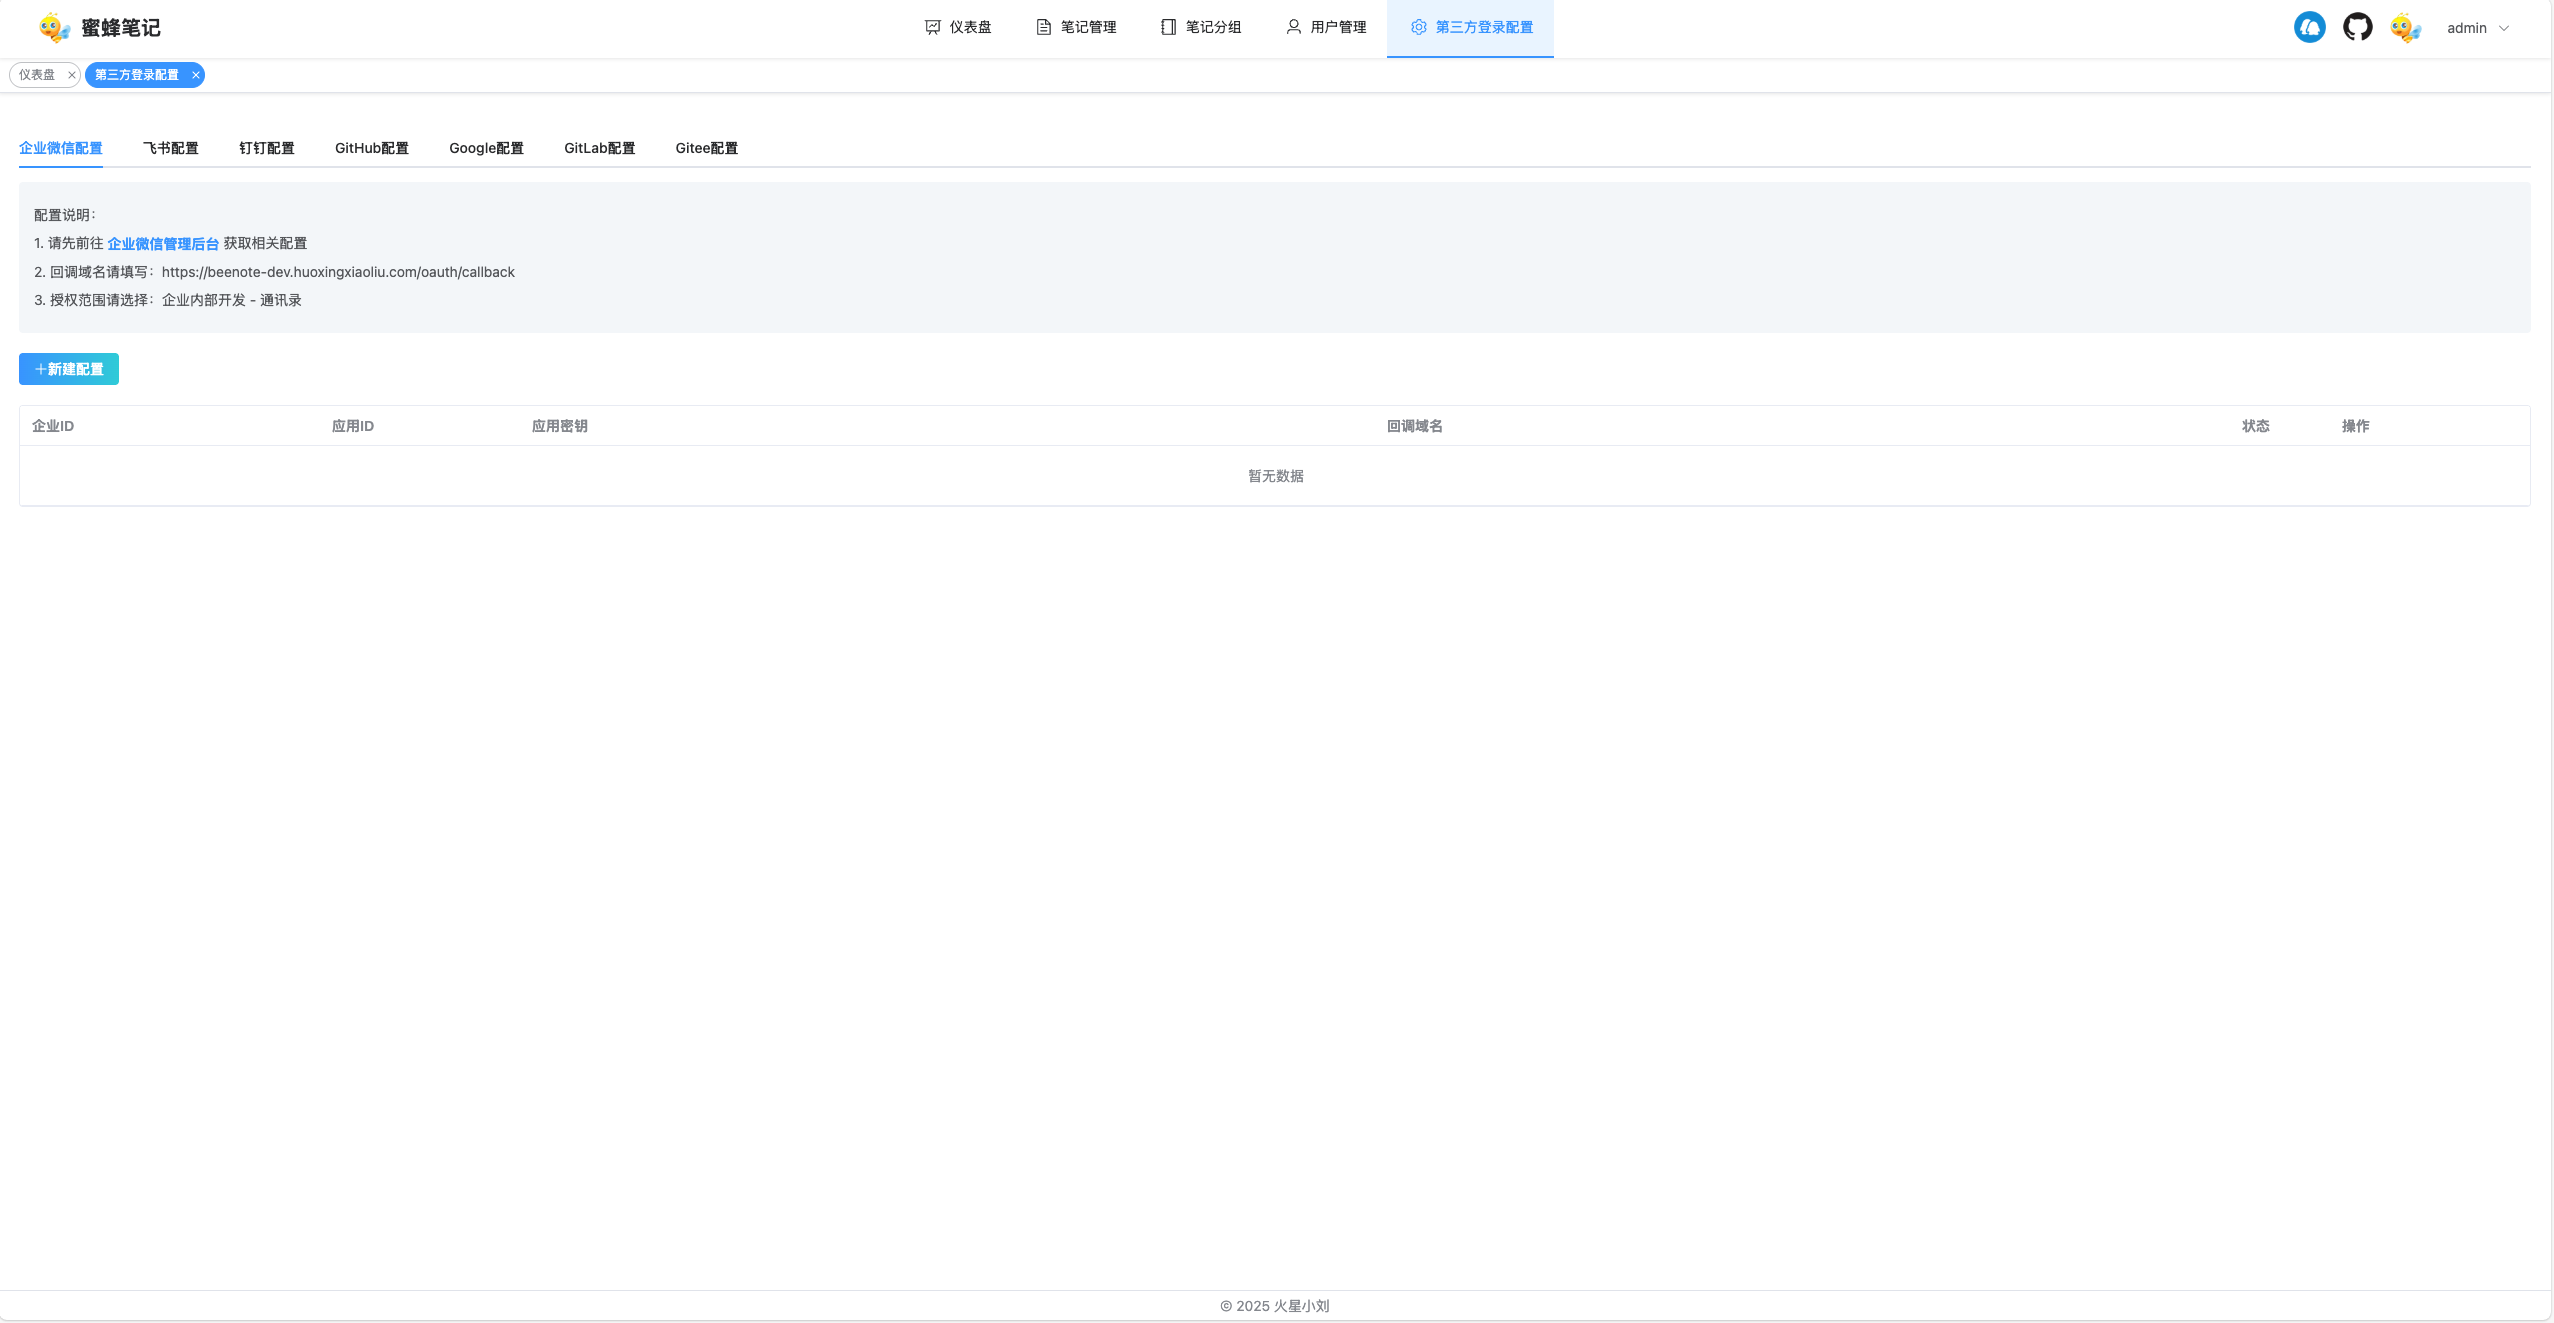 蜜蜂笔记
仪表盘 笔记管理 笔记分组 用户管理 第三方登录配置
admin
仪表盘 × 第三方登录配置 ×
企业微信配置 飞书配置 钉钉配置 GitHub配置 Google配置 GitLab配置 Gitee配置
配置说明：
1. 请先前往 企业微信管理后台 获取相关配置
2. 回调域名请填写：https://beenote-dev.huoxingxiaoliu.com/oauth/callback
3. 授权范围请选择：企业内部开发 - 通讯录
+新建配置
企业ID 应用ID 应用密钥 回调域名 状态 操作
暂无数据
© 2025 火星小刘